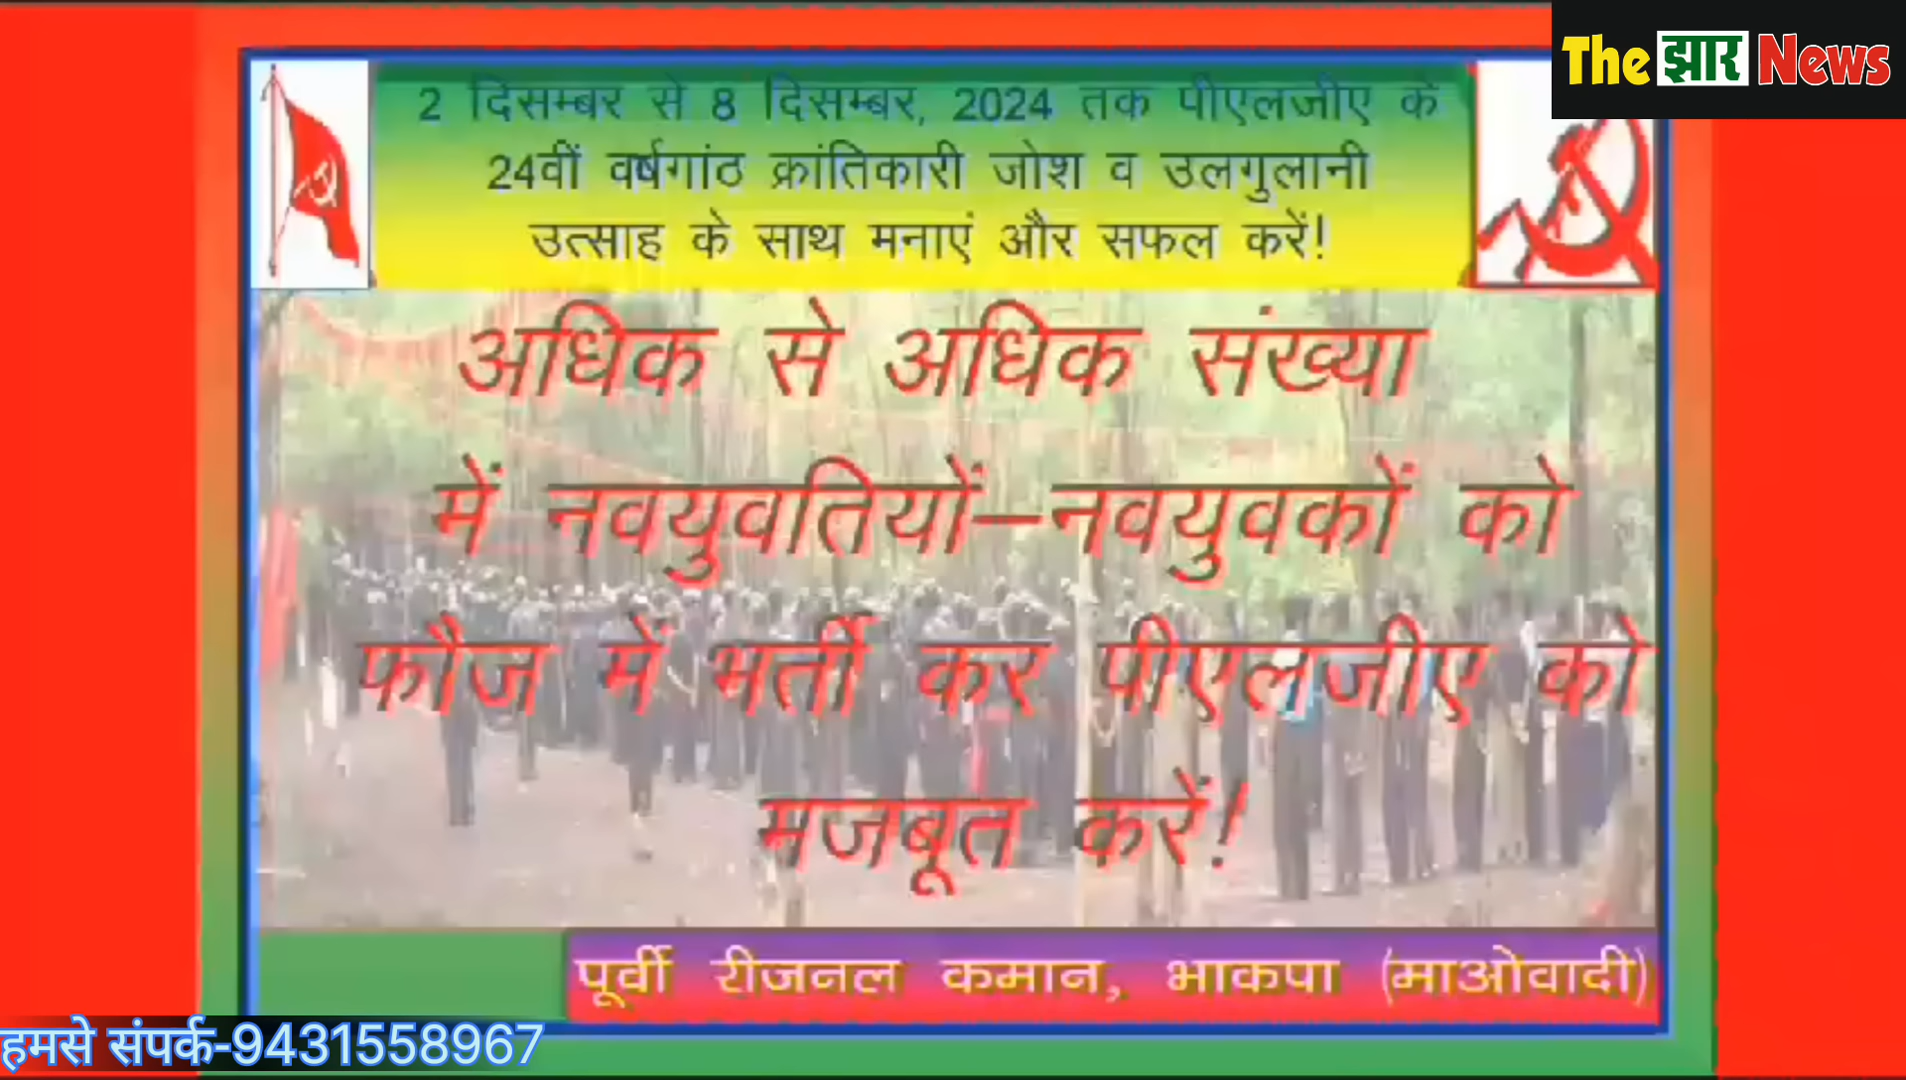 The झार News
2 दिसम्बर से 8 दिसम्बर, 2024 तक पीएलजीए के
24वीं वर्षगांठ क्रांतिकारी जोश व उलगुलानी
उत्साह के साथ मनाएं और सफल करें!
अधिक से अधिक संख्या
में नवयुवतियों–नवयुवकों को
फौज में भर्ती कर पीएलजीए को
मजबूत करें!
पूर्वी रीजनल कमान, भाकपा (माओवादी)
हमसे संपर्क-9431558967